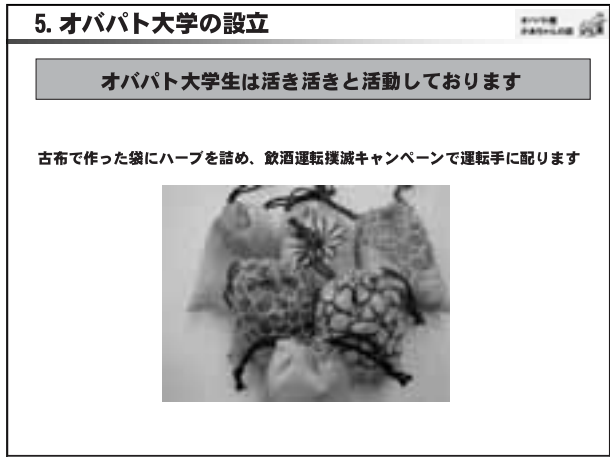 5. オバパト大学の設立
オバパト大学生は活き活きと活動しております
古布で作った袋にハーブを詰め、飲酒運転撲滅キャンペーンで運転手に配ります